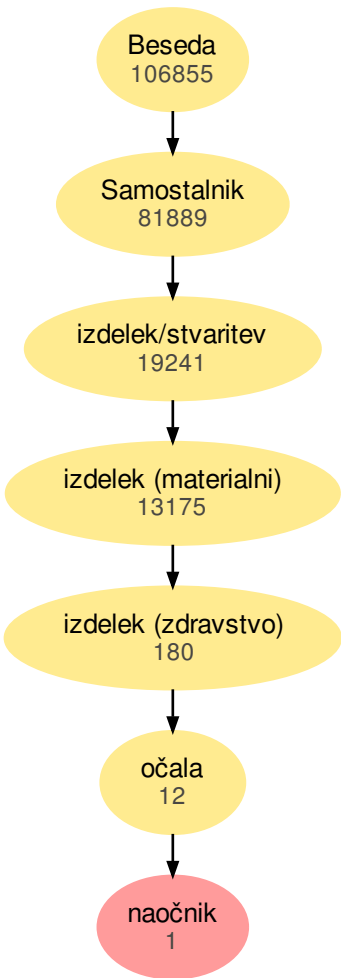 Beseda
106855
Samostalnik
81889
izdelek/stvaritev
19241
izdelek (materialni)
13175
izdelek (zdravstvo)
180
očala
12
naočnik
1